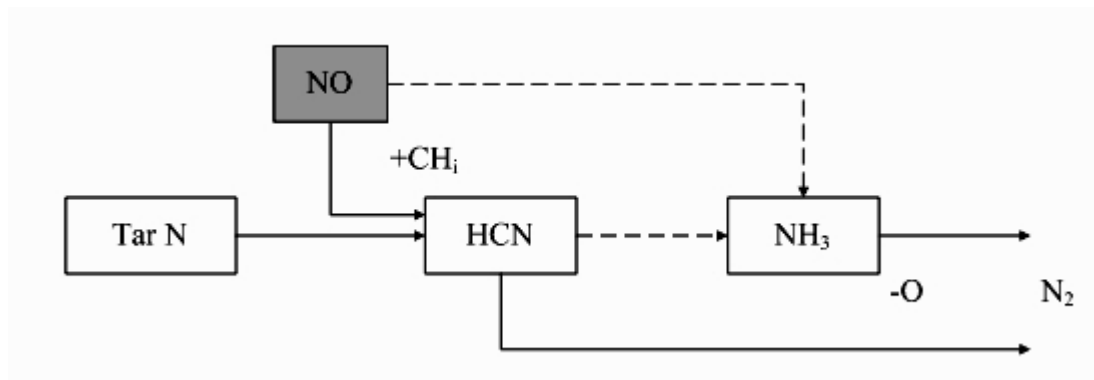 NO
+CHᵢ
Tar N
HCN
NH₃
-O
N₂